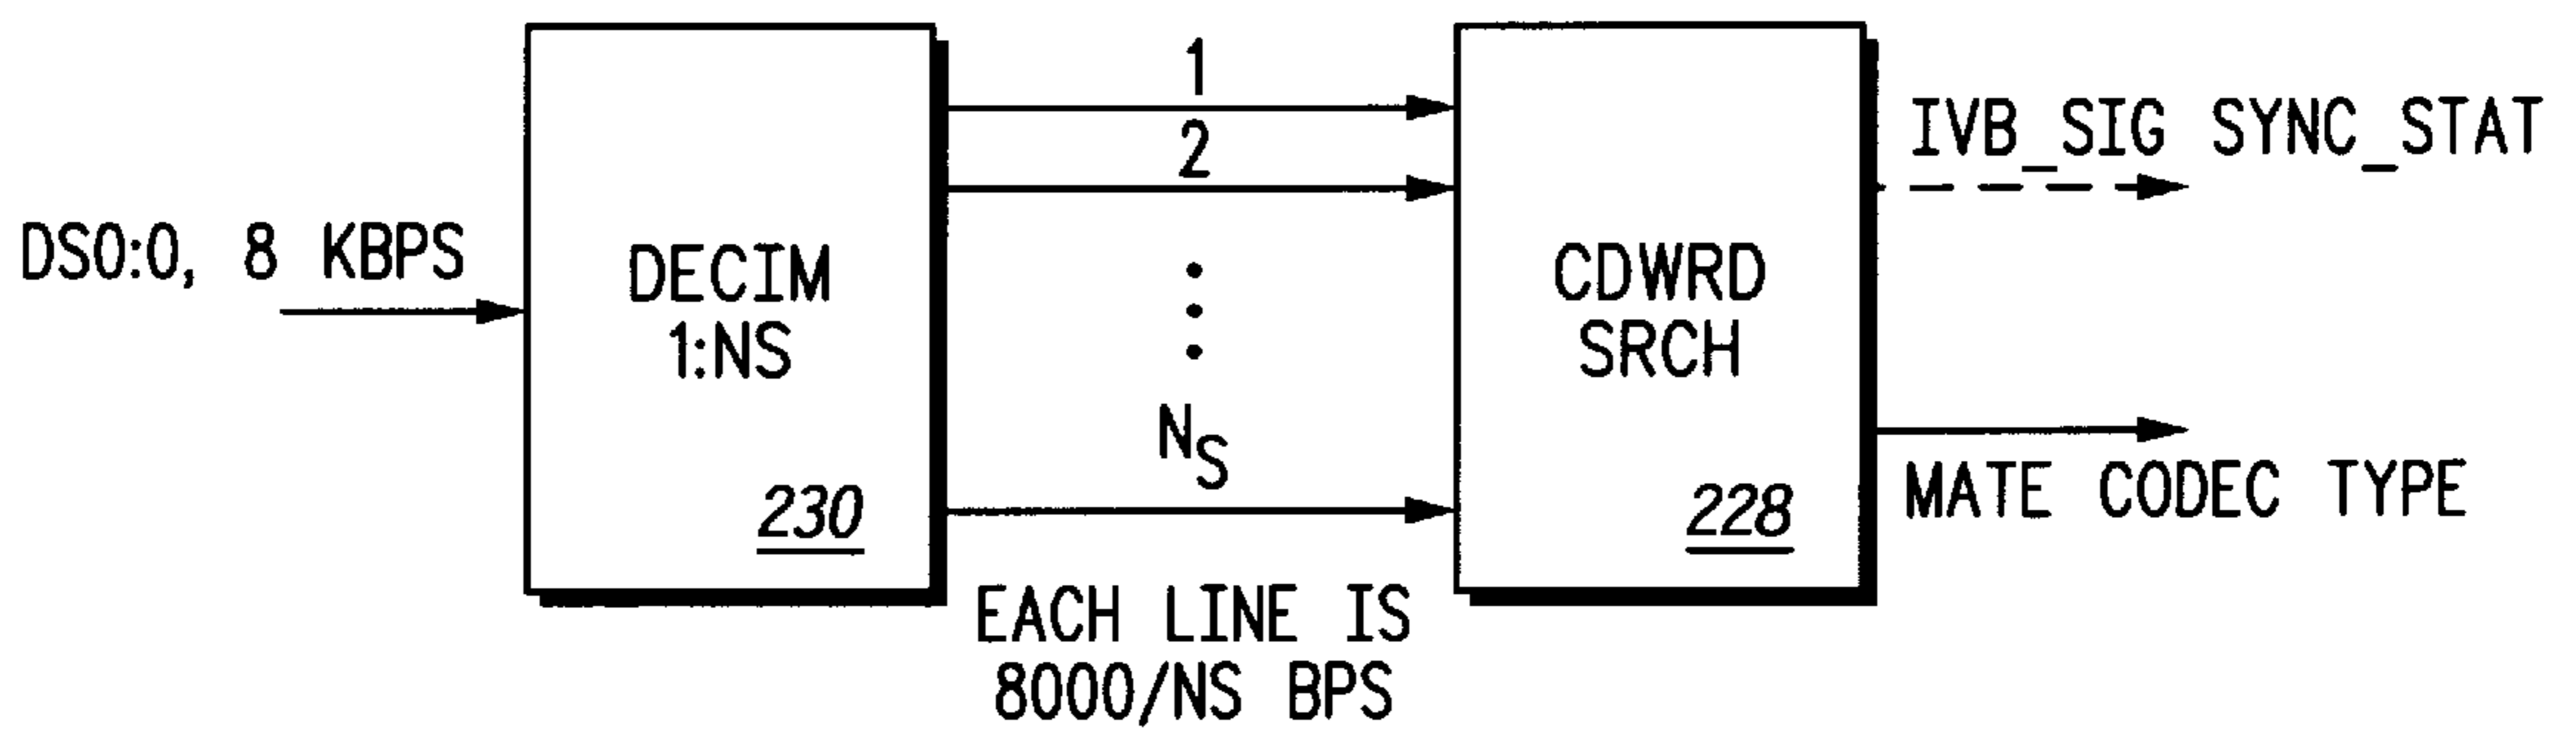 DS0:0, 8 KBPS
DECIM
1:NS
230
1
2
NS
EACH LINE IS
8000/NS BPS
CDWRD
SRCH
228
IVB_SIG SYNC_STAT
MATE CODEC TYPE